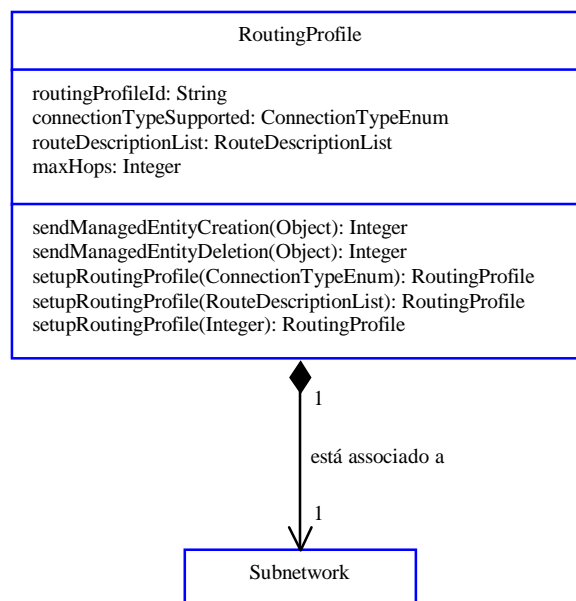 RoutingProfile
routingProfileId: String
connectionTypeSupported: ConnectionTypeEnum
routeDescriptionList: RouteDescriptionList
maxHops: Integer
sendManagedEntityCreation(Object): Integer
sendManagedEntityDeletion(Object): Integer
setupRoutingProfile(ConnectionTypeEnum): RoutingProfile
setupRoutingProfile(RouteDescriptionList): RoutingProfile
setupRoutingProfile(Integer): RoutingProfile
1
está associado a
1
Subnetwork